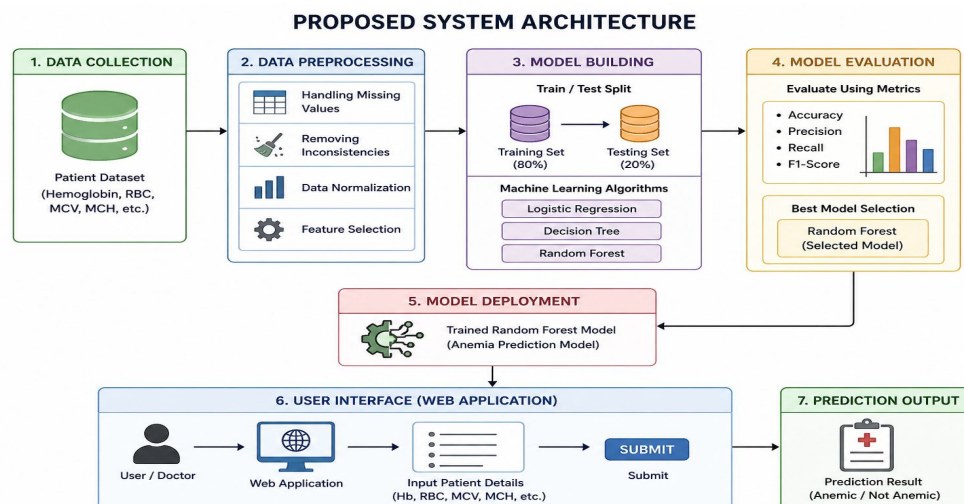 PROPOSED SYSTEM ARCHITECTURE
1. DATA COLLECTION
Patient Dataset
(Hemoglobin, RBC,
MCV, MCH, etc.)
2. DATA PREPROCESSING
Handling Missing
Values
Removing
Inconsistencies
Data Normalization
Feature Selection
3. MODEL BUILDING
Train / Test Split
Training Set
(80%)
Testing Set
(20%)
Machine Learning Algorithms
Logistic Regression
Decision Tree
Random Forest
4. MODEL EVALUATION
Evaluate Using Metrics
• Accuracy
• Precision
• Recall
• F1-Score
Best Model Selection
Random Forest
(Selected Model)
5. MODEL DEPLOYMENT
Trained Random Forest Model
(Anemia Prediction Model)
6. USER INTERFACE (WEB APPLICATION)
User / Doctor
Web Application
Input Patient Details
(Hb, RBC, MCV, MCH, etc.)
SUBMIT
Submit
7. PREDICTION OUTPUT
Prediction Result
(Anemic / Not Anemic)